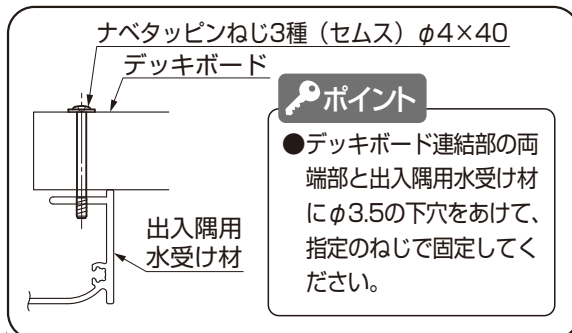 ナベタッピンねじ3種（セムス）φ4×40
デッキボード
ポイント
●デッキボード連結部の両
端部と出入隅用水受け材
にφ3.5の下穴をあけて、
指定のねじで固定してく
ださい。
出入隅用
水受け材